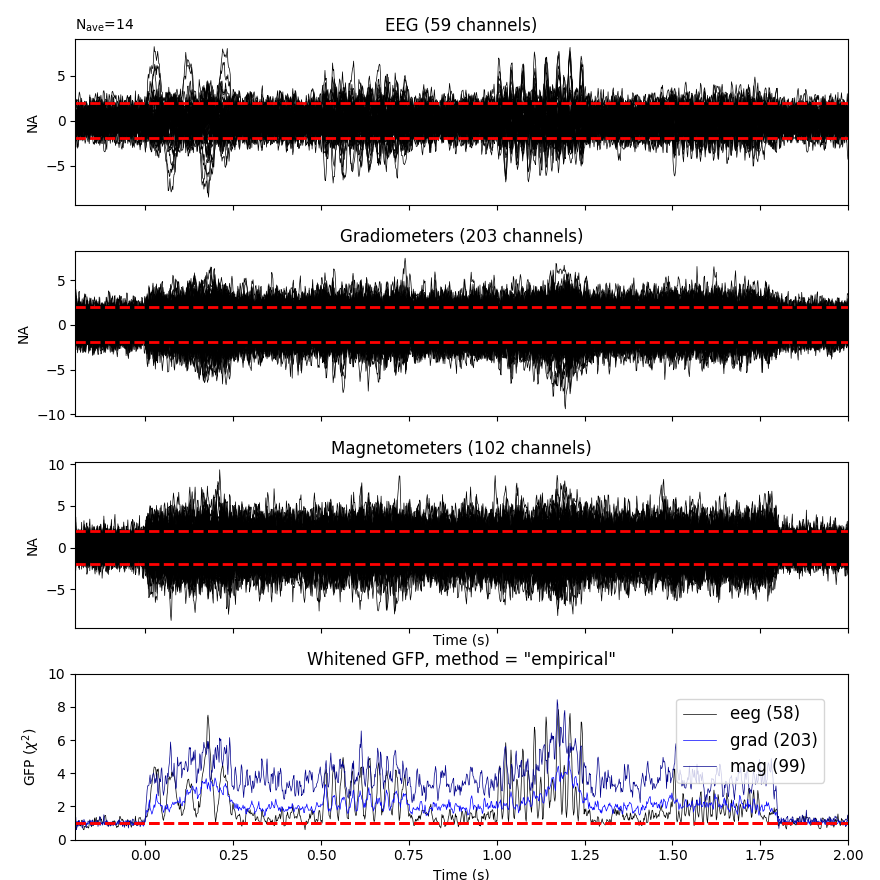 N_ave=14
EEG (59 channels)
NA
5
0
−5
Gradiometers (203 channels)
NA
5
0
−5
−10
Magnetometers (102 channels)
NA
10
5
0
−5
Time (s)
Whitened GFP, method = "empirical"
GFP (χ²)
10
8
6
4
2
0
eeg (58)
grad (203)
mag (99)
0.00 0.25 0.50 0.75 1.00 1.25 1.50 1.75 2.00
Time (s)